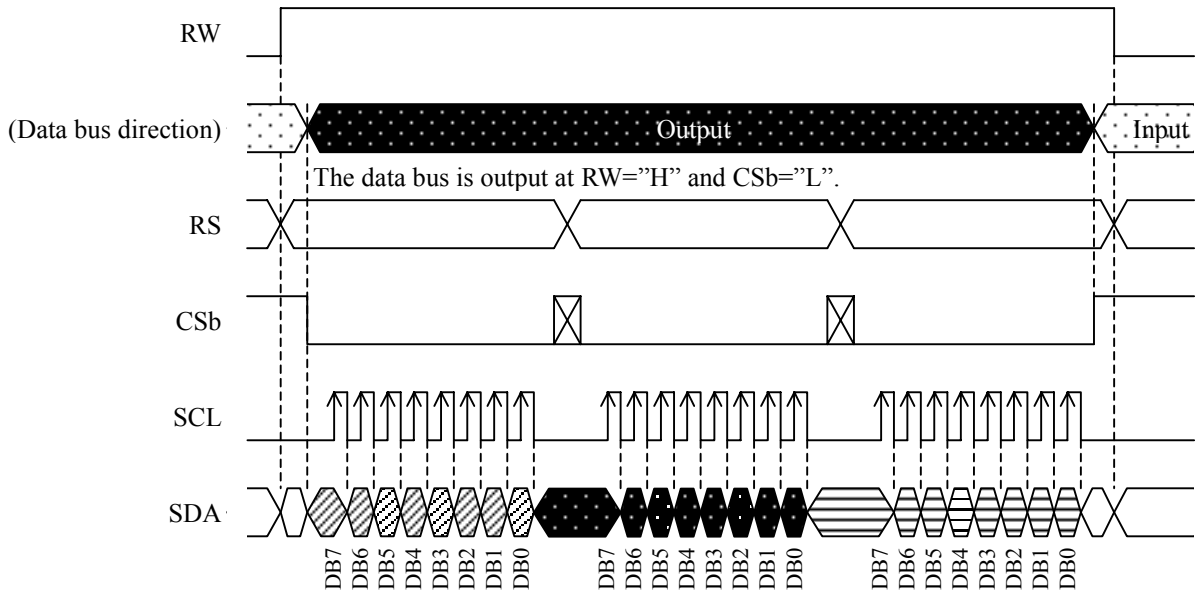 RW
(Data bus direction)
Output
Input
The data bus is output at RW=”H” and CSb=”L”.
RS
CSb
SCL
SDA
DB7 DB6 DB5 DB4 DB3 DB2 DB1 DB0 DB7 DB6 DB5 DB4 DB3 DB2 DB1 DB0 DB7 DB6 DB5 DB4 DB3 DB2 DB1 DB0